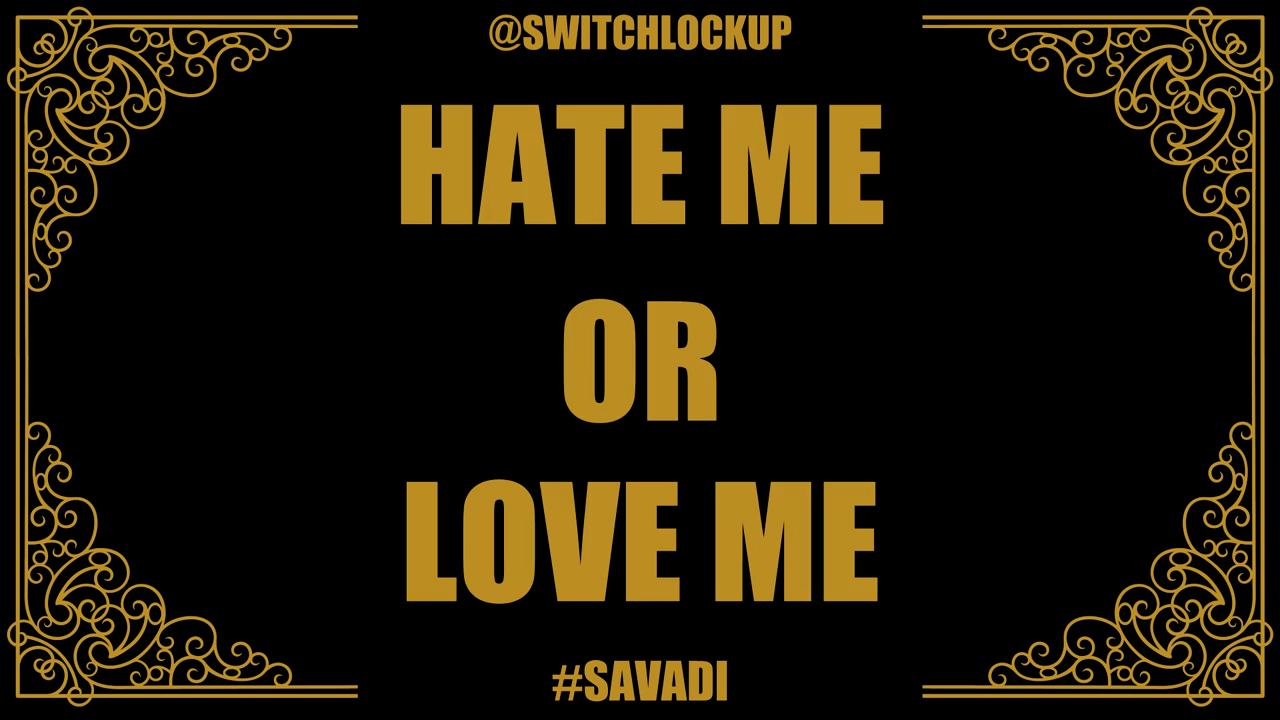 @SWITCHLOCKUP
HATE ME
OR
LOVE ME
#SAVADI